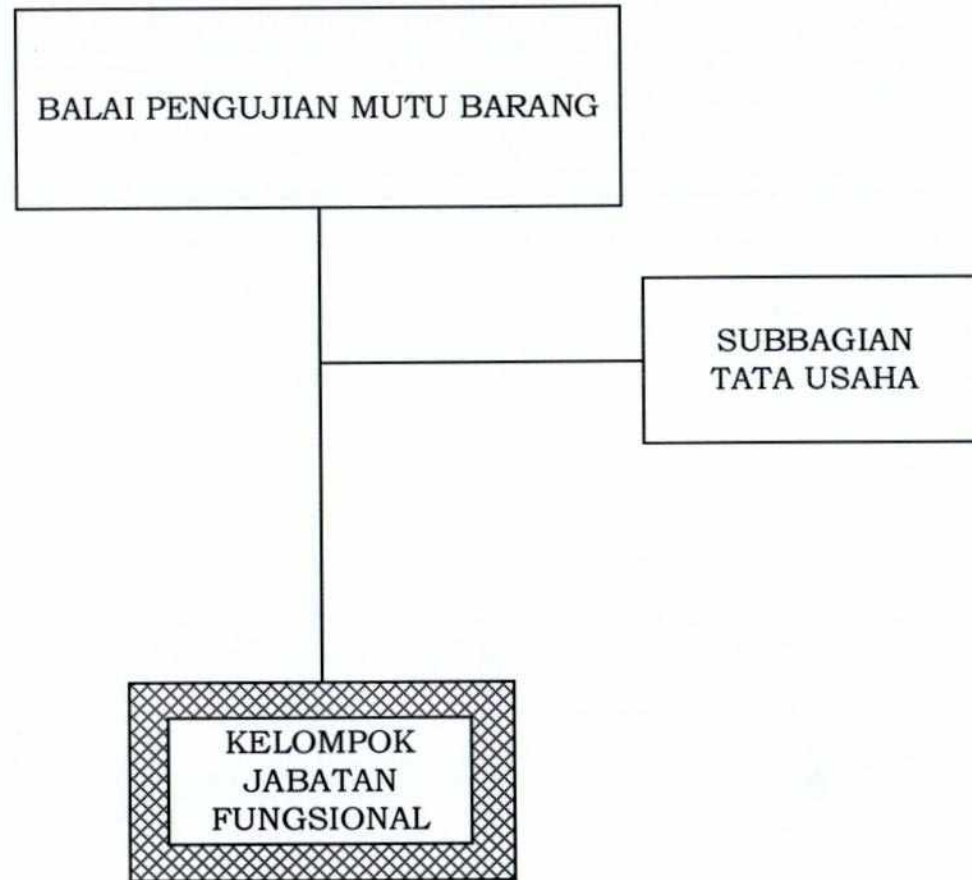 BALAI PENGUJIAN MUTU BARANG
SUBBAGIAN
TATA USAHA
KELOMPOK
JABATAN
FUNGSIONAL